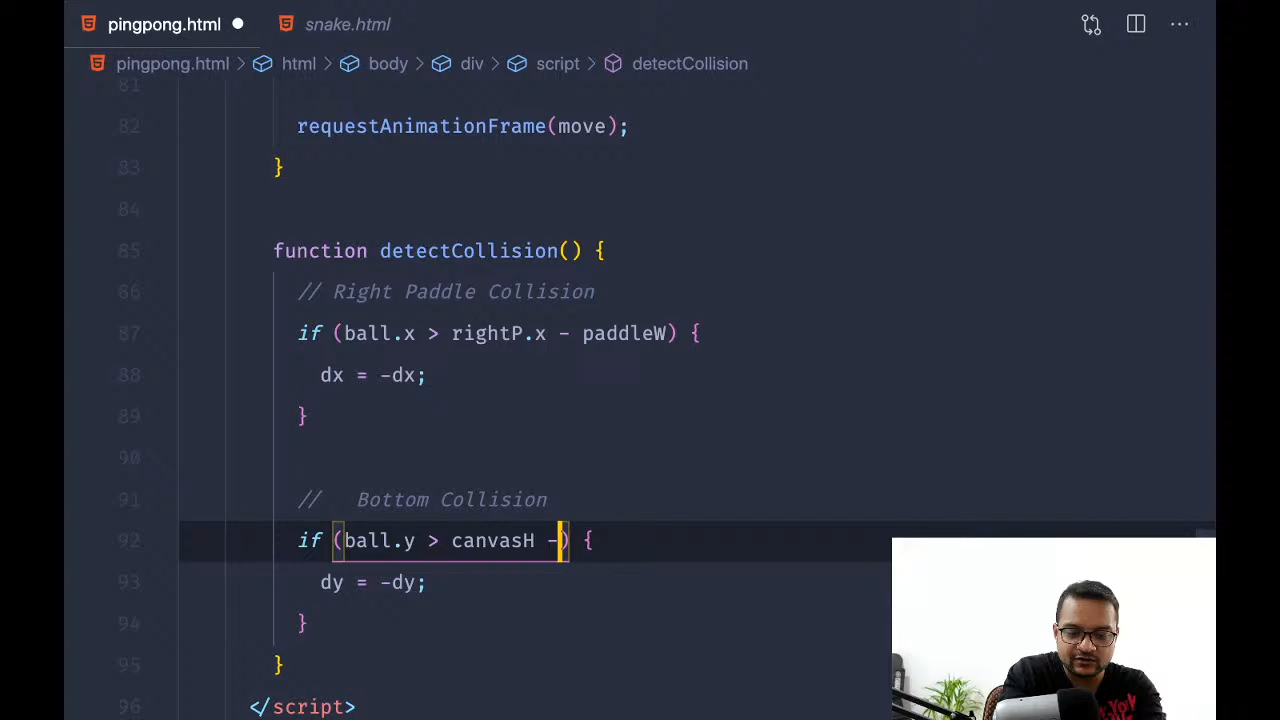 pingpong.html
snake.html
pingpong.html > html > body > div > script > detectCollision
81
82 requestAnimationFrame(move);
83 }
84
85 function detectCollision() {
86 // Right Paddle Collision
87 if (ball.x > rightP.x - paddleW) {
88 dx = -dx;
89 }
90
91 //   Bottom Collision
92 if (ball.y > canvasH -) {
93 dy = -dy;
94 }
95 }
96 </script>